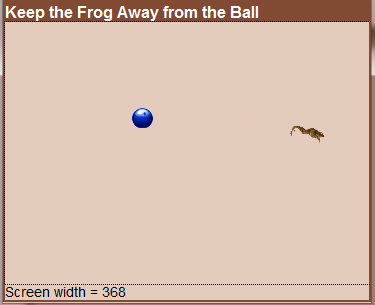 Keep the Frog Away from the Ball
Screen width = 368